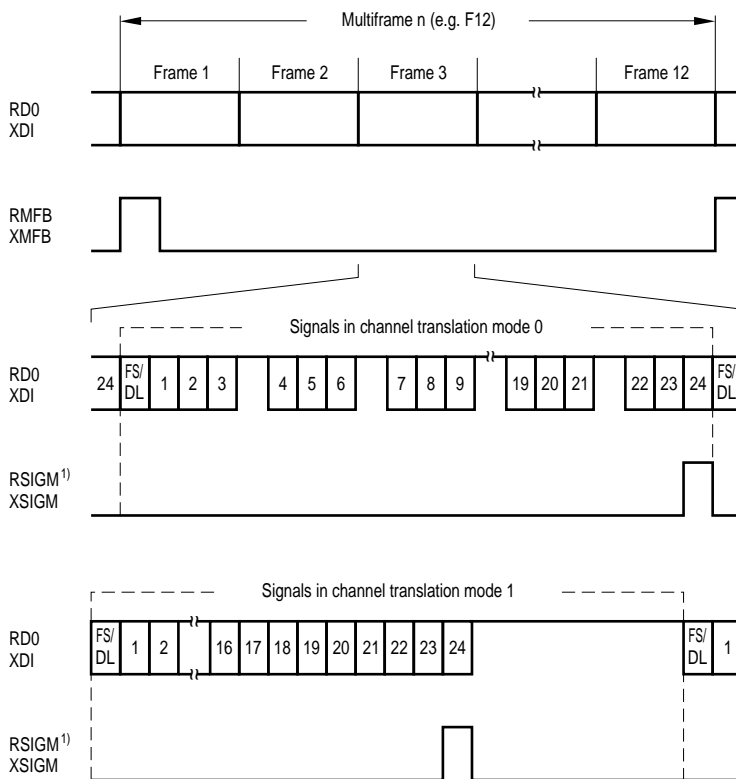 Multiframe n (e.g. F12)
Frame 1 Frame 2 Frame 3 Frame 12
RD0
XDI
RMFB
XMFB
Signals in channel translation mode 0
RD0
XDI
24 FS/DL 1 2 3 4 5 6 7 8 9 19 20 21 22 23 24 FS/DL
RSIGM1)
XSIGM
Signals in channel translation mode 1
RD0
XDI
FS/DL 1 2 16 17 18 19 20 21 22 23 24 FS/DL 1
RSIGM1)
XSIGM